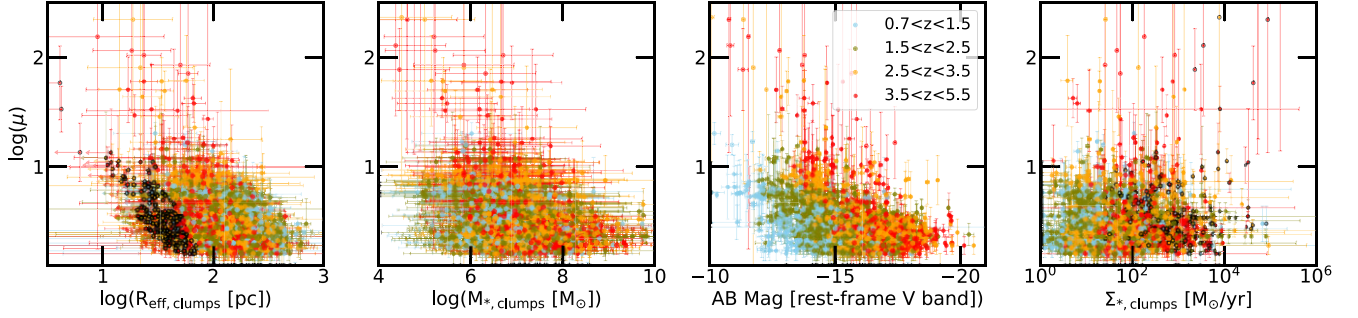 2
1
log(μ)
1
2
3
log(R_eff, clumps [pc])
2
1
4
6
8
10
log(M_*, clumps [M_⊙])
2
1
0.7<z<1.5
1.5<z<2.5
2.5<z<3.5
3.5<z<5.5
−10
−15
−20
AB Mag [rest-frame V band])
2
1
10^0
10^2
10^4
10^6
Σ_*, clumps [M_⊙/yr]